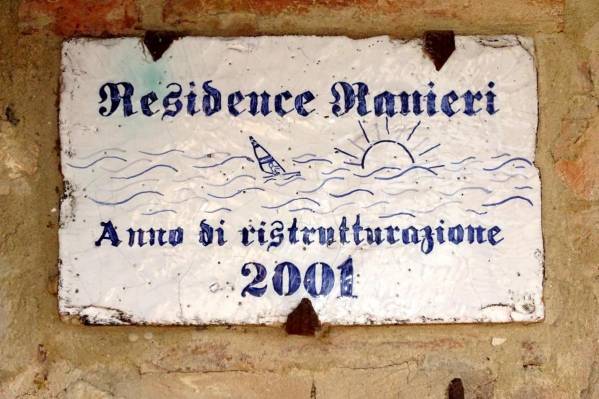 Residence Ranieri
Anno di ristrutturazione
2001